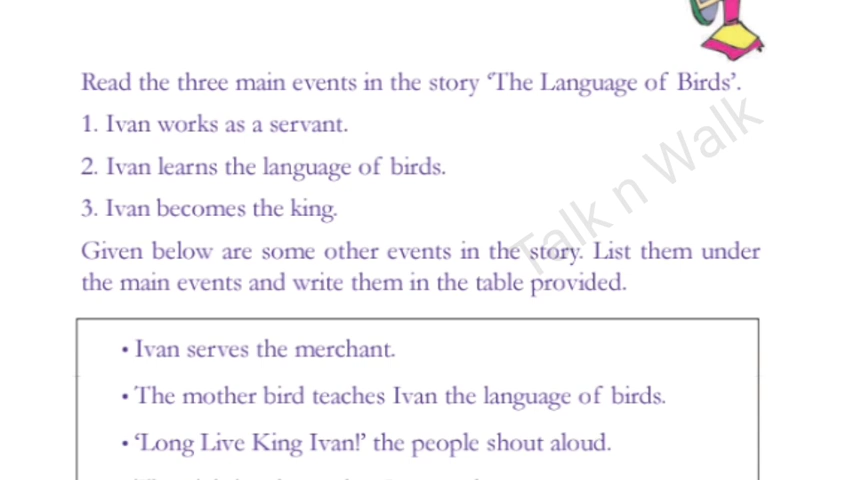 Read the three main events in the story ‘The Language of Birds’.
1. Ivan works as a servant.
2. Ivan learns the language of birds.
3. Ivan becomes the king.
Given below are some other events in the story. List them under
the main events and write them in the table provided.
• Ivan serves the merchant.
• The mother bird teaches Ivan the language of birds.
• ‘Long Live King Ivan!’ the people shout aloud.
Talk n Walk